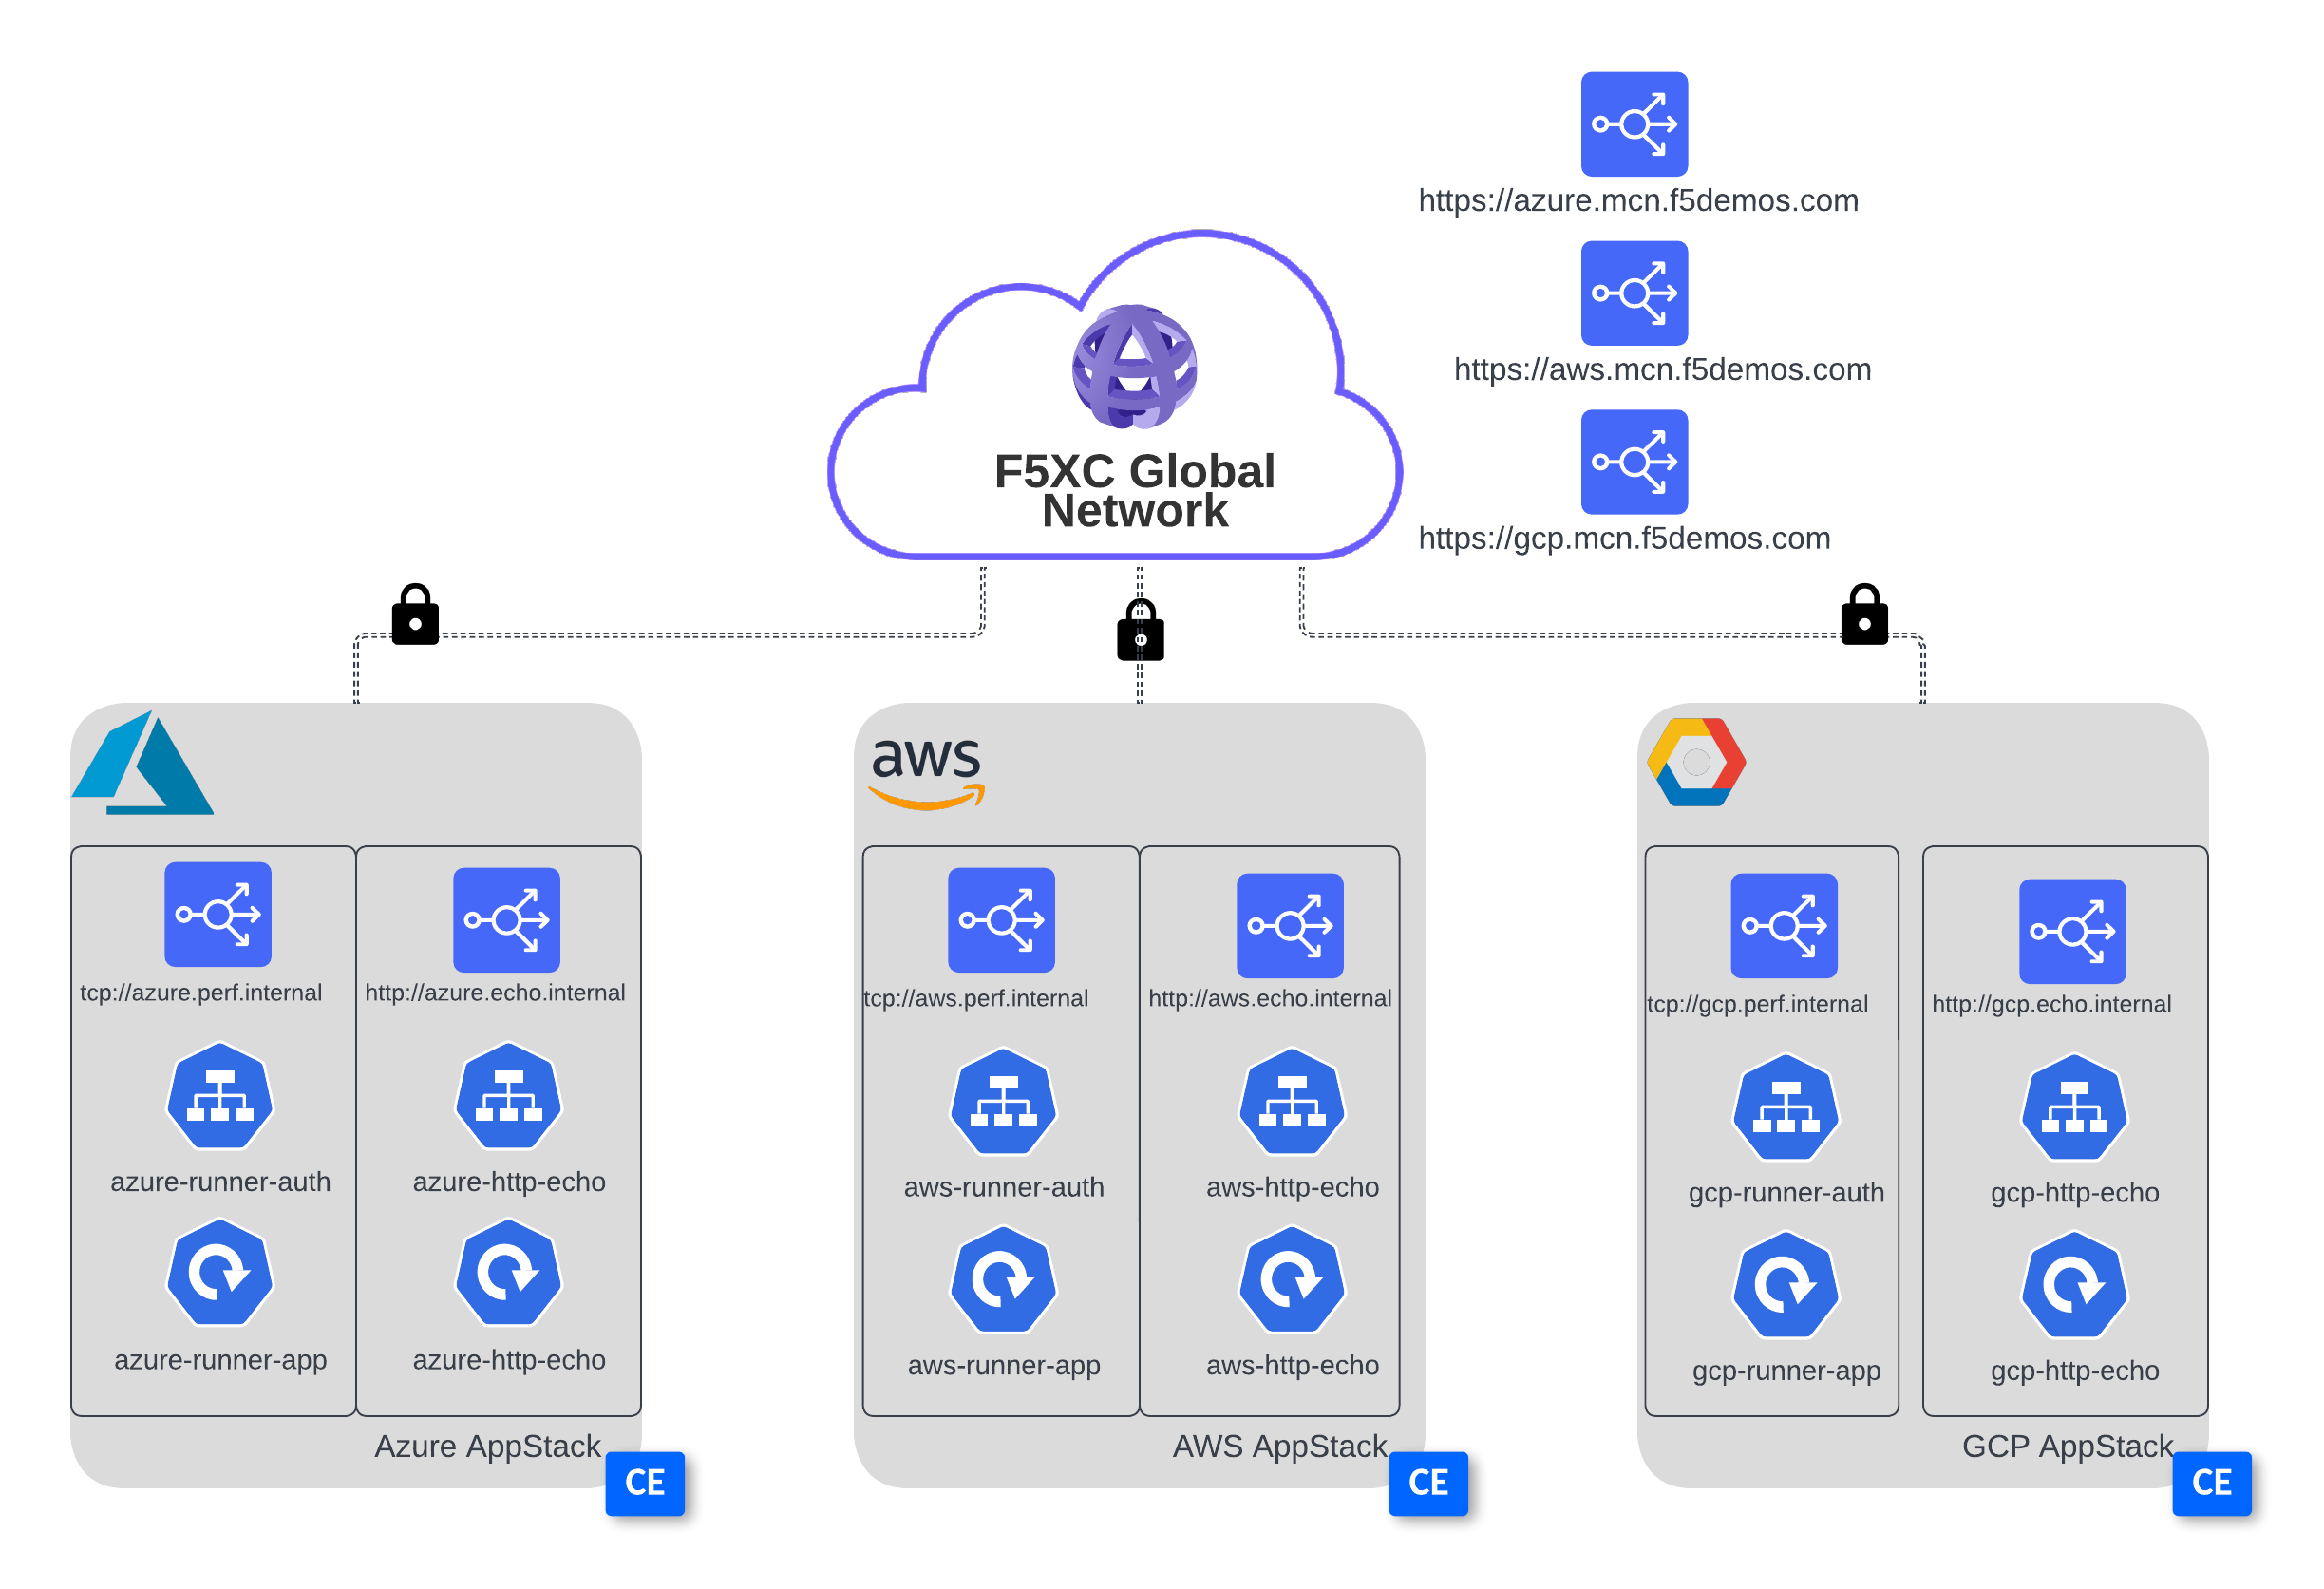 https://azure.mcn.f5demos.com
https://aws.mcn.f5demos.com
https://gcp.mcn.f5demos.com
F5XC Global
Network
aws
tcp://azure.perf.internal
http://azure.echo.internal
azure-runner-auth
azure-http-echo
azure-runner-app
azure-http-echo
Azure AppStack
CE
tcp://aws.perf.internal
http://aws.echo.internal
aws-runner-auth
aws-http-echo
aws-runner-app
aws-http-echo
AWS AppStack
CE
tcp://gcp.perf.internal
http://gcp.echo.internal
gcp-runner-auth
gcp-http-echo
gcp-runner-app
gcp-http-echo
GCP AppStack
CE